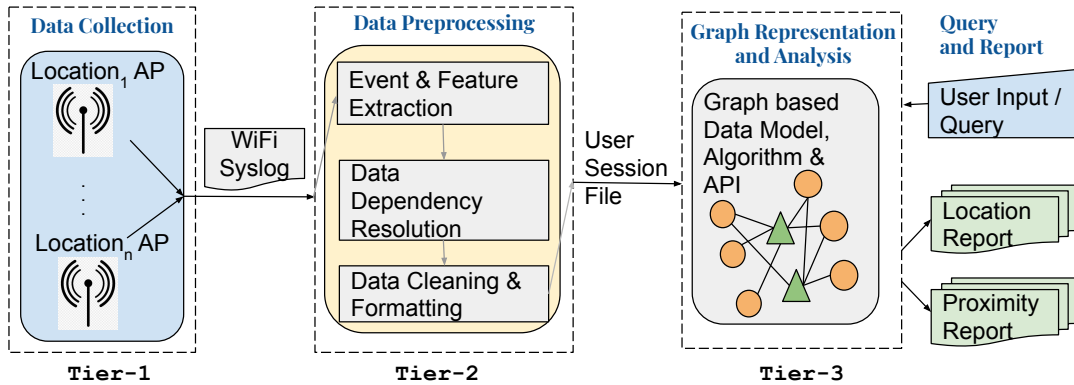 Data Collection
Location1 AP
.
.
.
Locationn AP
Tier-1
WiFi
Syslog
Data Preprocessing
Event & Feature
Extraction
Data
Dependency
Resolution
Data Cleaning &
Formatting
Tier-2
User
Session
File
Graph Representation
and Analysis
Graph based
Data Model,
Algorithm &
API
Tier-3
Query
and Report
User Input /
Query
Location
Report
Proximity
Report